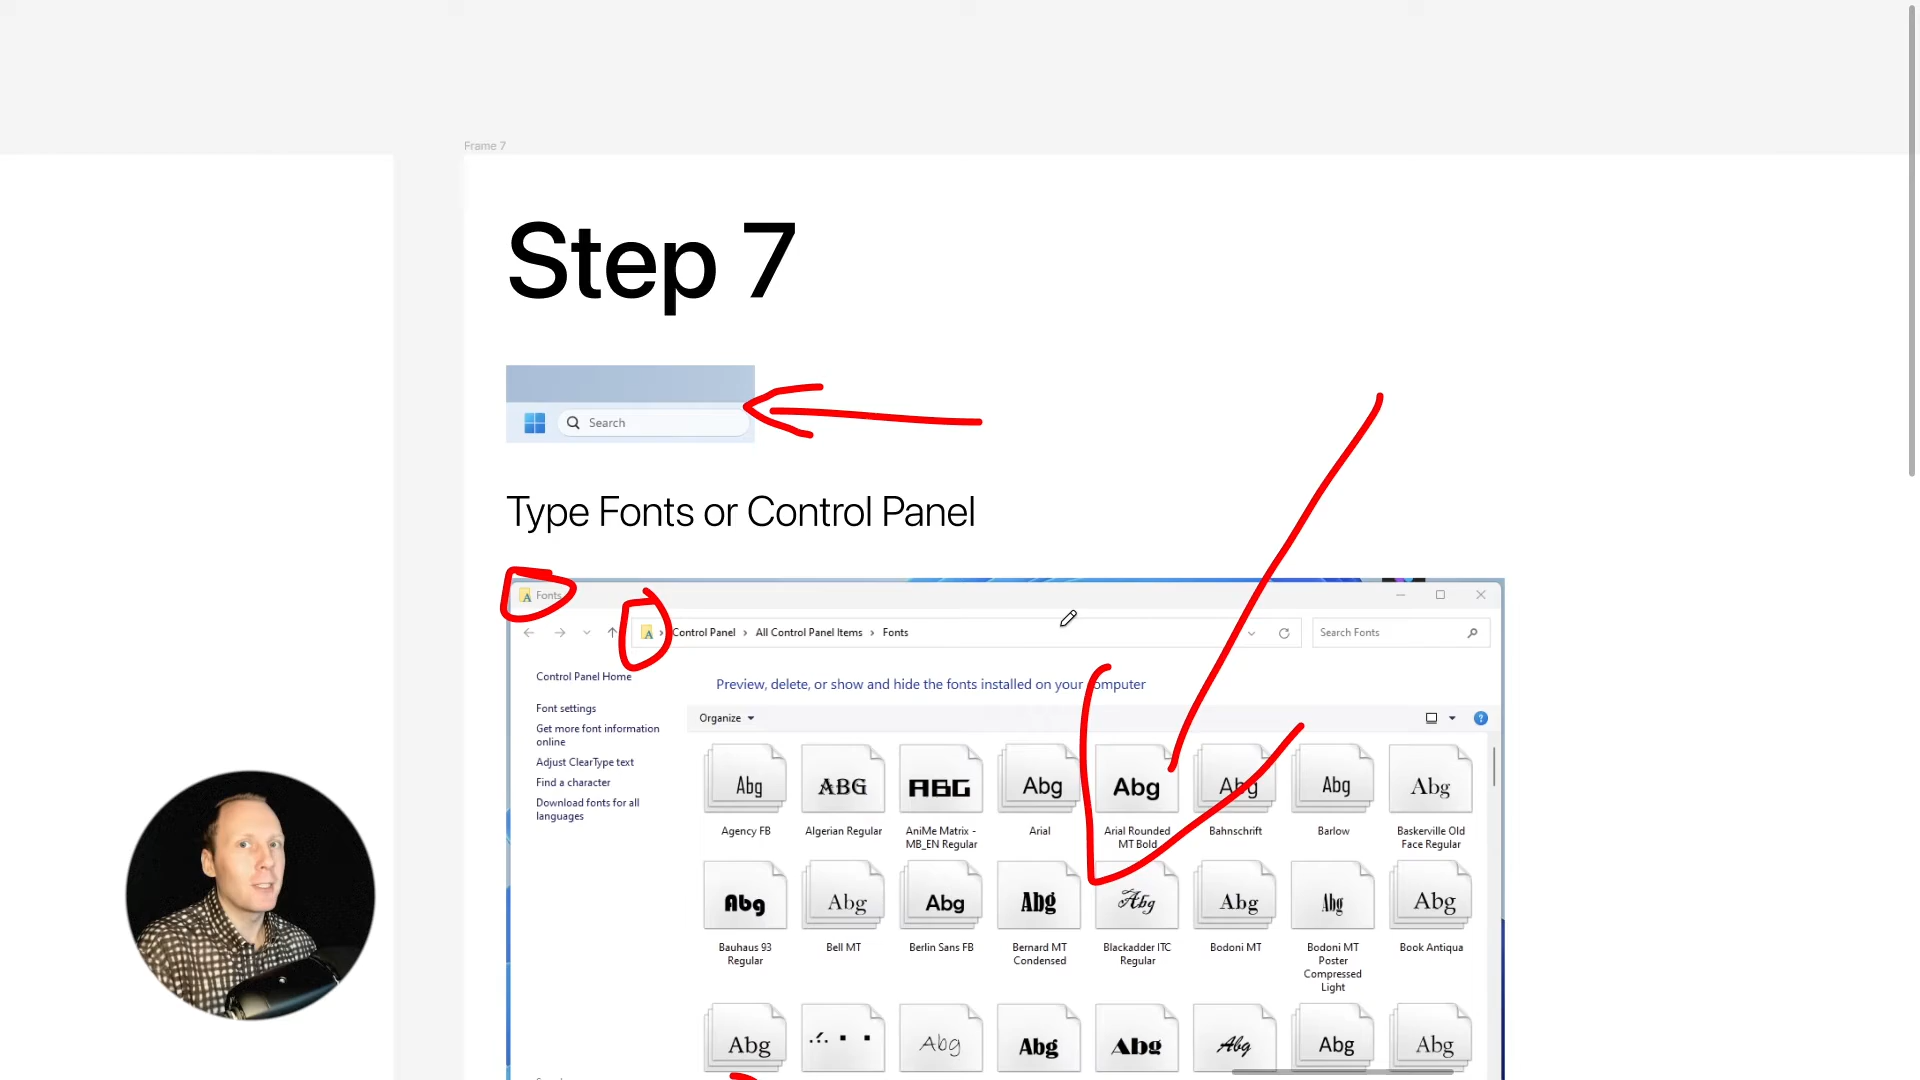 Frame 7
Step 7
Search
Type Fonts or Control Panel
Fonts
Control Panel › All Control Panel Items › Fonts
Search Fonts
Control Panel Home
Font settings
Get more font information
online
Adjust ClearType text
Find a character
Download fonts for all
languages
Preview, delete, or show and hide the fonts installed on your computer
Organize
?
Abg ABG ABG Abg Abg Abg Abg Abg
Agency FB
Algerian Regular
AniMe Matrix -
MB_EN Regular
Arial
Arial Rounded
MT Bold
Bahnschrift
Barlow
Baskerville Old
Face Regular
Abg Abg Abg Abg Abg Abg Abg Abg
Bauhaus 93
Regular
Bell MT
Berlin Sans FB
Bernard MT
Condensed
Blackadder ITC
Regular
Bodoni MT
Bodoni MT
Poster
Compressed
Light
Book Antiqua
Abg Abg Abg Abg Abg Abg Abg